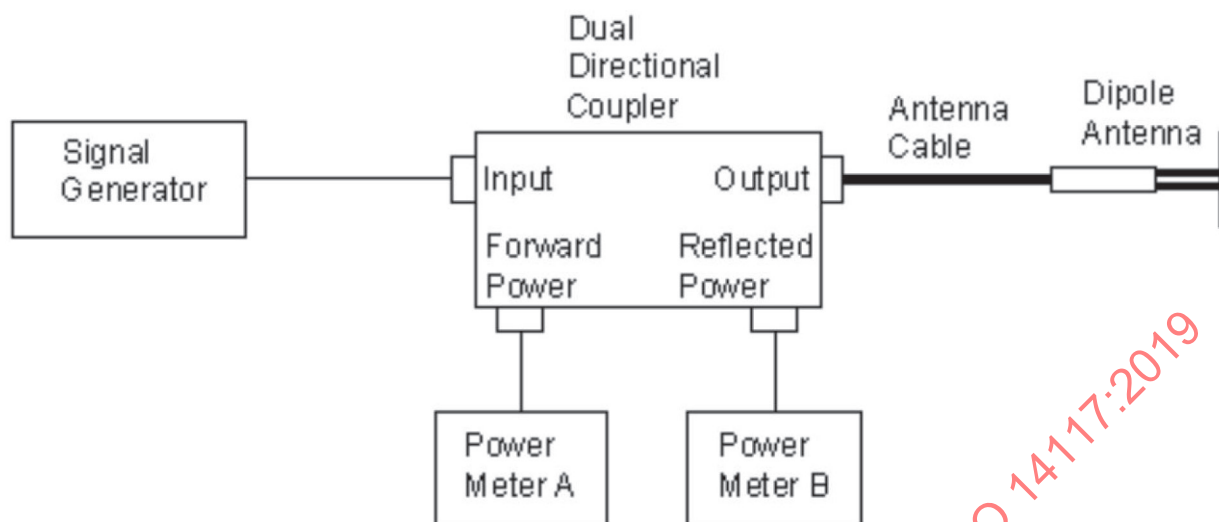 Dual
Directional
Coupler
Signal
Generator
Input
Output
Forward
Power
Reflected
Power
Antenna
Cable
Dipole
Antenna
Power
Meter A
Power
Meter B
O 14117:2019